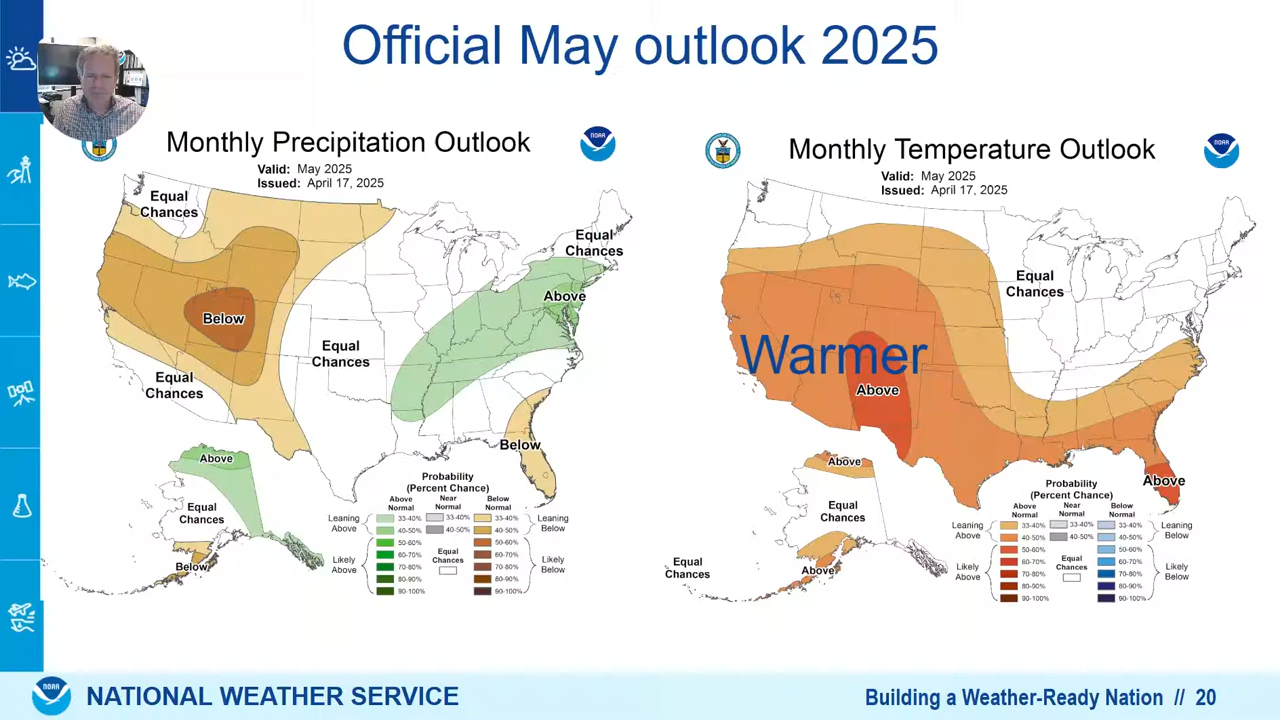 Official May outlook 2025
Monthly Precipitation Outlook
NOAA
Valid: May 2025
Issued: April 17, 2025
Equal
Chances
Equal
Chances
Above
Below
Equal
Chances
Equal
Chances
Below
Above
Equal
Chances
Below
Probability
(Percent Chance)
Above
Normal
Near
Normal
Below
Normal
Leaning
Above
33-40%
33-40%
33-40%
Leaning
Below
40-50%
40-50%
40-50%
Likely
Above
50-60%
50-60%
Likely
Below
60-70%
60-70%
Equal
Chances
70-80%
70-80%
80-90%
80-90%
90-100%
90-100%
Monthly Temperature Outlook
NOAA
Valid: May 2025
Issued: April 17, 2025
Equal
Chances
Warmer
Above
Above
Above
Equal
Chances
Equal
Chances
Above
Probability
(Percent Chance)
Above
Normal
Near
Normal
Below
Normal
Leaning
Above
33-40%
33-40%
33-40%
Leaning
Below
40-50%
40-50%
40-50%
Likely
Above
50-60%
50-60%
Likely
Below
60-70%
60-70%
Equal
Chances
70-80%
70-80%
80-90%
80-90%
90-100%
90-100%
NOAA
NATIONAL WEATHER SERVICE
Building a Weather-Ready Nation // 20